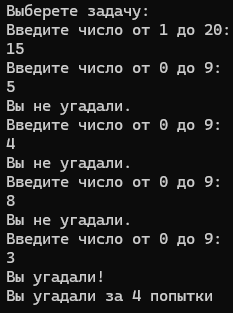 Выберете задачу:
Введите число от 1 до 20:
15
Введите число от 0 до 9:
5
Вы не угадали.
Введите число от 0 до 9:
4
Вы не угадали.
Введите число от 0 до 9:
8
Вы не угадали.
Введите число от 0 до 9:
3
Вы угадали!
Вы угадали за 4 попытки